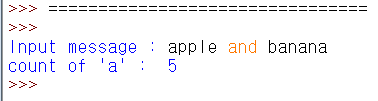 >>> ================================
>>>
Input message : apple and banana
count of 'a' :  5
>>>